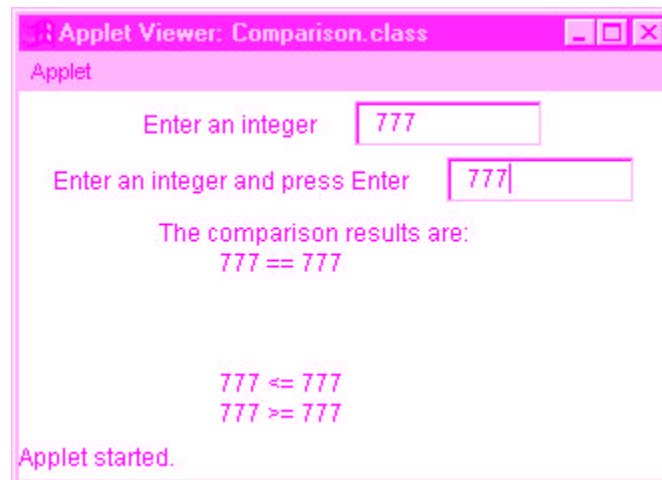 Applet Viewer: Comparison.class
Applet
Enter an integer 777
Enter an integer and press Enter 777
The comparison results are:
777 == 777
777 <= 777
777 >= 777
Applet started.